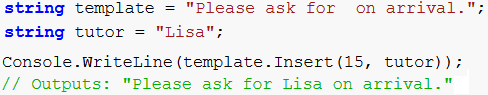 string template = "Please ask for  on arrival.";
string tutor = "Lisa";
Console.WriteLine(template.Insert(15, tutor));
// Outputs: "Please ask for Lisa on arrival."